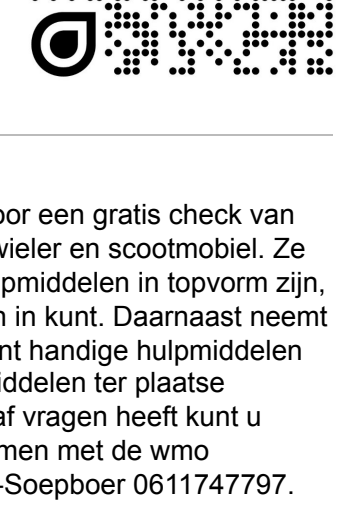 oor een gratis check van
wieler en scootmobiel. Ze
pmiddelen in topvorm zijn,
n in kunt. Daarnaast neemt
nt handige hulpmiddelen
iddelen ter plaatse
af vragen heeft kunt u
men met de wmo
-Soepboer 0611747797.